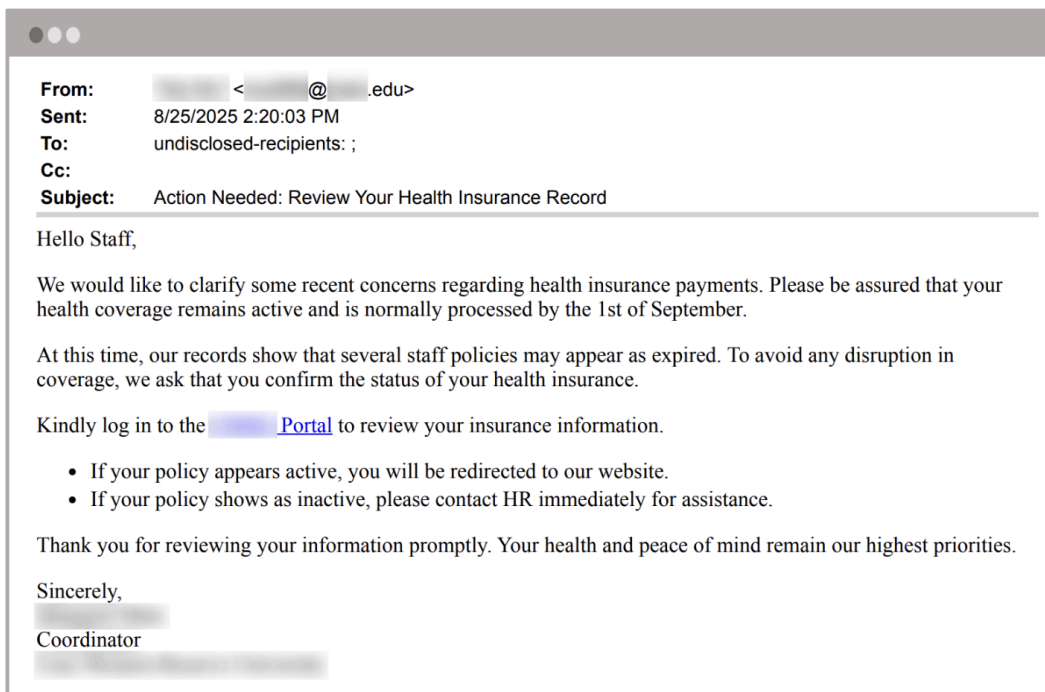 From: < @ .edu>
Sent: 8/25/2025 2:20:03 PM
To: undisclosed-recipients: ;
Cc:
Subject: Action Needed: Review Your Health Insurance Record
Hello Staff,
We would like to clarify some recent concerns regarding health insurance payments. Please be assured that your
health coverage remains active and is normally processed by the 1st of September.
At this time, our records show that several staff policies may appear as expired. To avoid any disruption in
coverage, we ask that you confirm the status of your health insurance.
Kindly log in to the Portal to review your insurance information.
• If your policy appears active, you will be redirected to our website.
• If your policy shows as inactive, please contact HR immediately for assistance.
Thank you for reviewing your information promptly. Your health and peace of mind remain our highest priorities.
Sincerely,
Coordinator